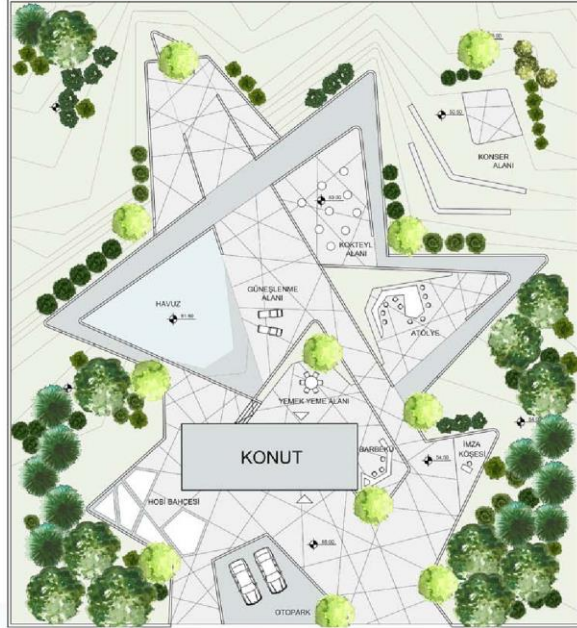 KONSER
ALANI
KOKTEYL
ALANI
GÜNEŞLENME
ALANI
HAVUZ
ATÖLYE
YEMEK YEME ALANI
KONUT
BARBEKÜ
İMZA
KÖŞESİ
HOBİ BAHÇESİ
OTOPARK